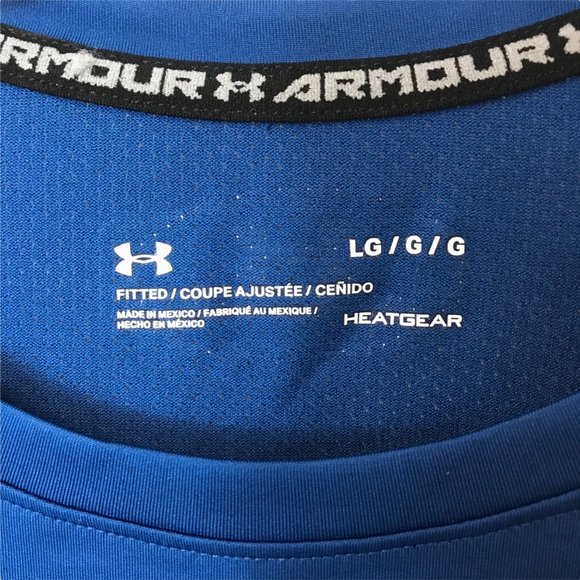 ARMOUR ARMOUR
LG / G / G
FITTED / COUPE AJUSTÉE / CEÑIDO
MADE IN MEXICO / FABRIQUÉ AU MEXIQUE /
HECHO EN MÉXICO
HEATGEAR